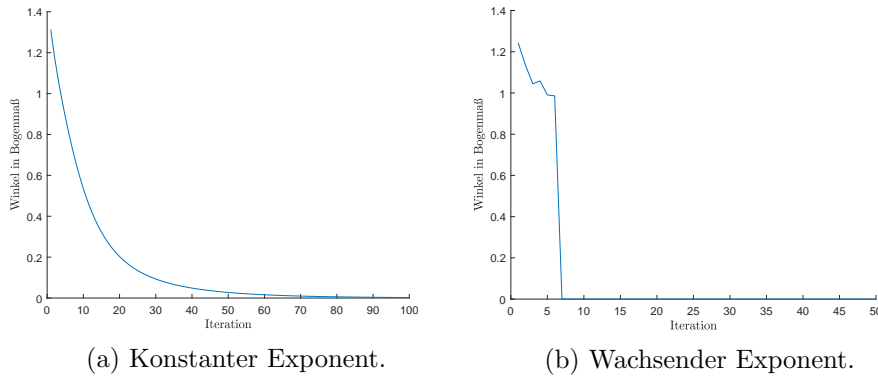 1.4
1.2
1
0.8
0.6
0.4
0.2
0
Winkel in Bogenmaß
0 10 20 30 40 50 60 70 80 90 100
Iteration
(a) Konstanter Exponent.
1.4
1.2
1
0.8
0.6
0.4
0.2
0
Winkel in Bogenmaß
0 5 10 15 20 25 30 35 40 45 50
Iteration
(b) Wachsender Exponent.